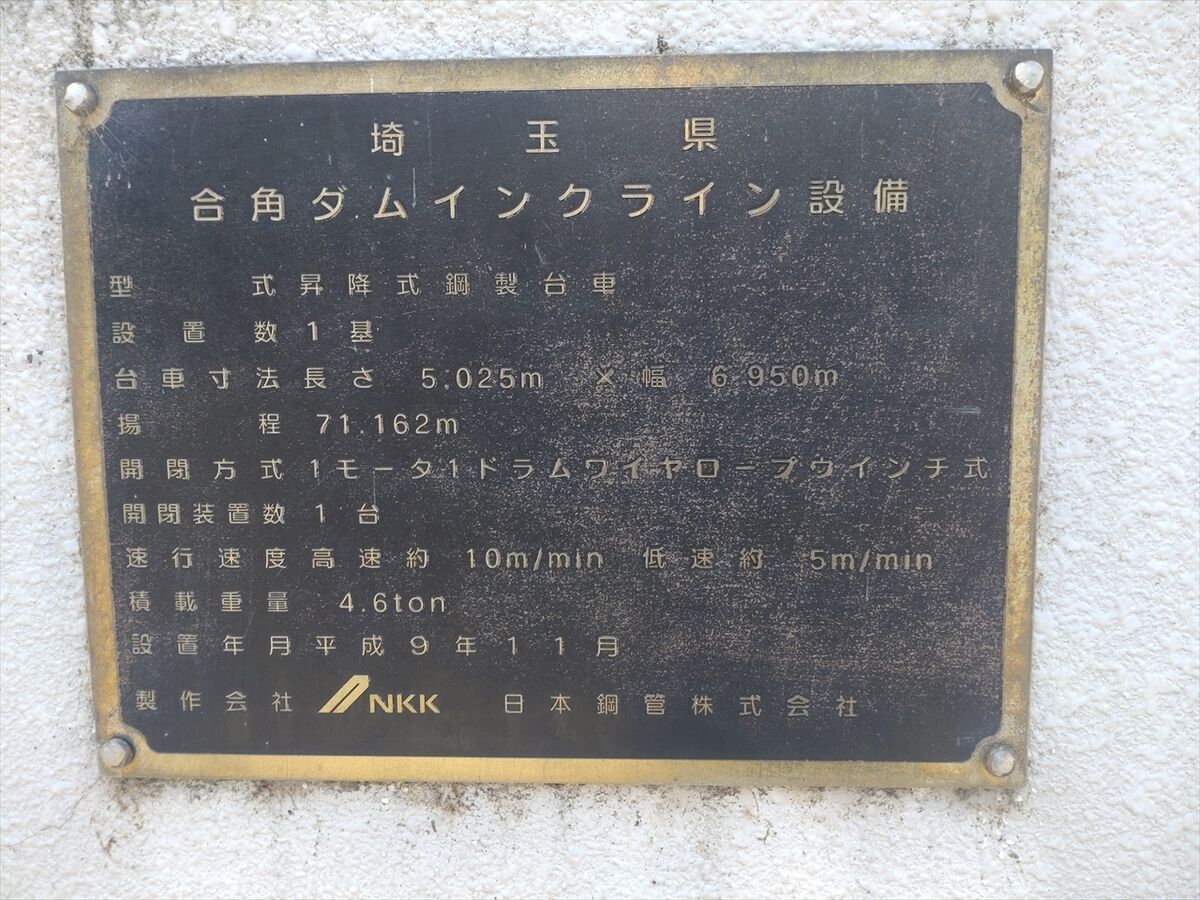 埼玉県
合角ダムインクライン設備
型式昇降式鋼製台車
設置数1基
台車寸法長さ 5.025m × 幅 6.950m
揚程 71.162m
開閉方式1モータ1ドラムワイヤロープウインチ式
開閉装置数1台
速行速度高速約 10m/min 低速約 5m/min
積載重量 4.6ton
設置年月平成9年11月
製作会社 NKK 日本鋼管株式会社